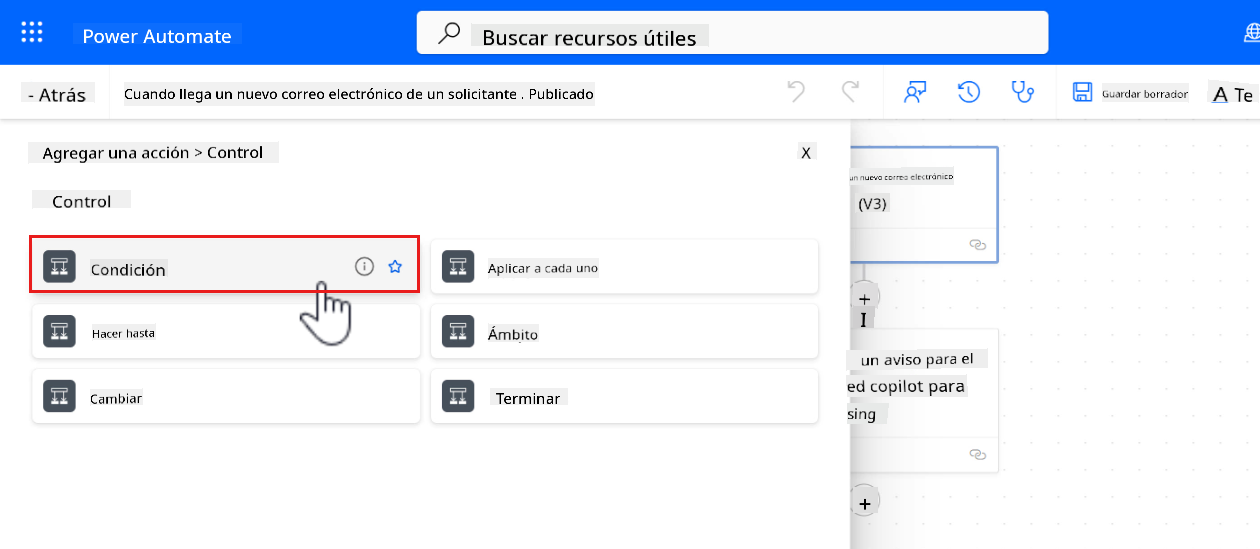 Power Automate
Buscar recursos útiles
- Atrás
Cuando llega un nuevo correo electrónico de un solicitante . Publicado
Guardar borrador
A Te
Agregar una acción > Control
X
Control
Condición
Aplicar a cada uno
Hacer hasta
Ámbito
Cambiar
Terminar
un nuevo correo electrónico
(V3)
+
I
un aviso para el
ed copilot para
sing
+